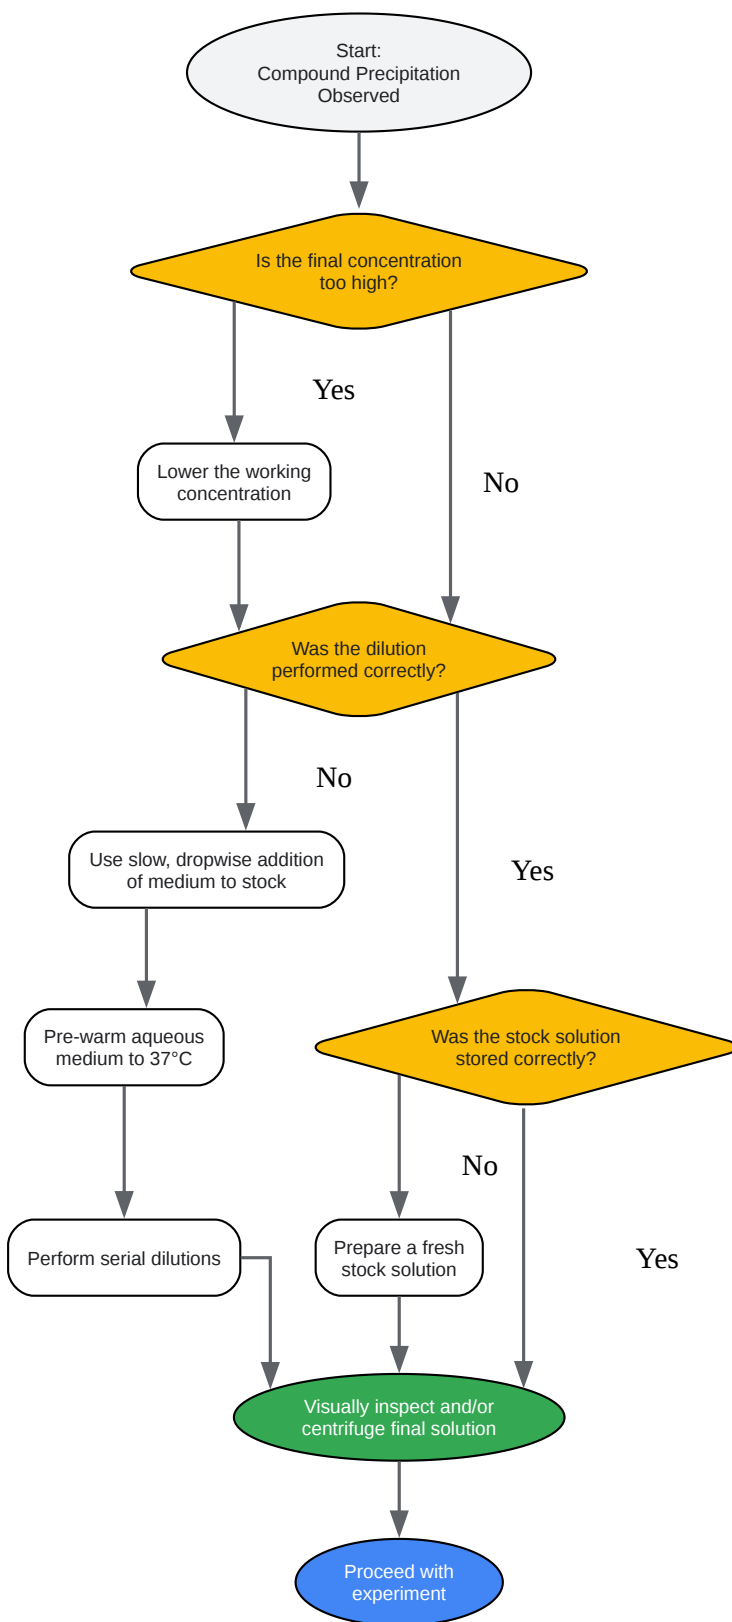 Start:
Compound Precipitation
Observed
Is the final concentration
too high?
Yes
Lower the working
concentration
No
Was the dilution
performed correctly?
No
Use slow, dropwise addition
of medium to stock
Yes
Pre-warm aqueous
medium to 37°C
Was the stock solution
stored correctly?
No
Perform serial dilutions
Prepare a fresh
stock solution
Yes
Visually inspect and/or
centrifuge final solution
Proceed with
experiment